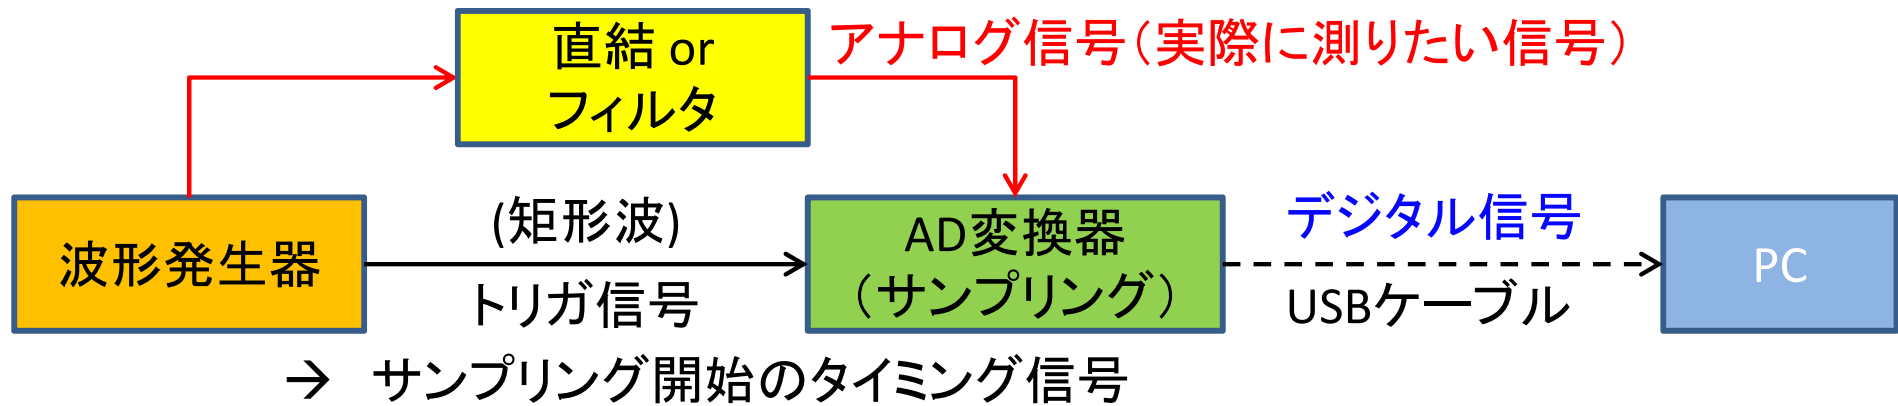 直結 or
フィルタ
アナログ信号（実際に測りたい信号）
波形発生器
(矩形波)
トリガ信号
AD変換器
（サンプリング）
デジタル信号
USBケーブル
PC
→ サンプリング開始のタイミング信号